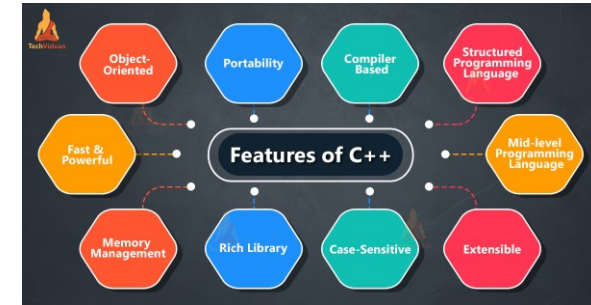 TechVidvan
Object-
Oriented
Portability
Compiler
Based
Structured
Programming
Language
Fast &
Powerful
Features of C++
Mid-level
Programming
Language
Memory
Management
Rich Library
Case-Sensitive
Extensible